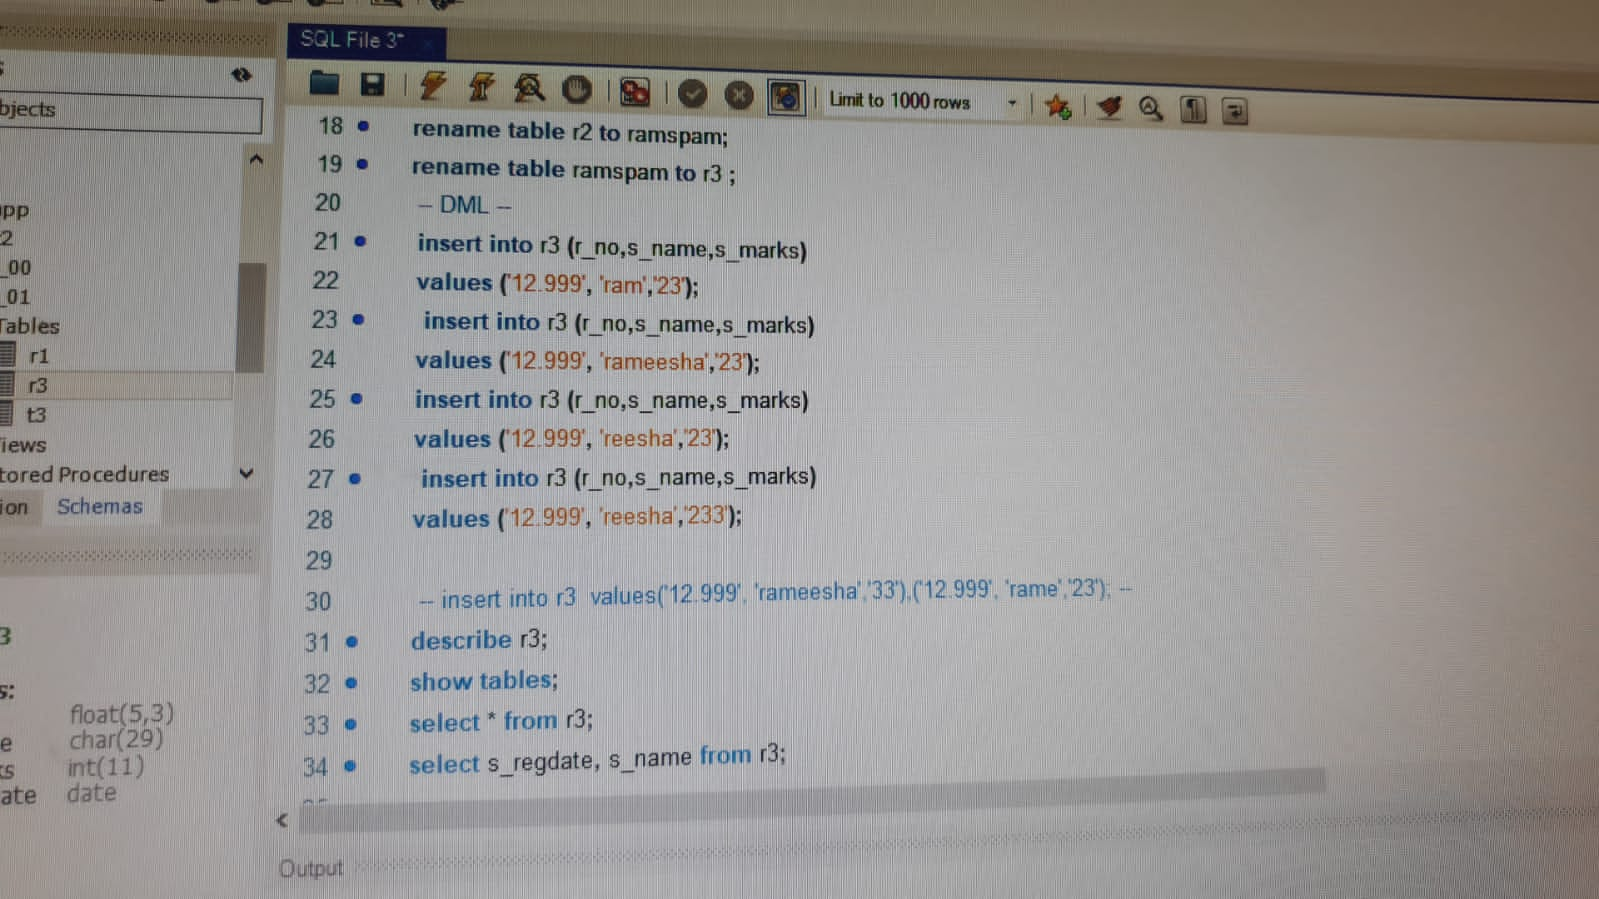 SQL File 3*
bjects
Limit to 1000 rows
18 rename table r2 to ramspam;
19 rename table ramspam to r3 ;
20 -- DML --
21 insert into r3 (r_no,s_name,s_marks)
22 values ('12.999', 'ram','23');
23 insert into r3 (r_no,s_name,s_marks)
24 values ('12.999', 'rameesha','23');
25 insert into r3 (r_no,s_name,s_marks)
26 values ('12.999', 'reesha','23');
27 insert into r3 (r_no,s_name,s_marks)
28 values ('12.999', 'reesha','233');
29
30 -- insert into r3 values('12.999', 'rameesha','33'),('12.999', 'rame','23'); --
31 describe r3;
32 show tables;
33 select * from r3;
34 select s_regdate, s_name from r3;
pp
2
_00
_01
Tables
r1
r3
t3
iews
tored Procedures
ion Schemas
3
s:
float(5,3)
e char(29)
ks int(11)
ate date
Output